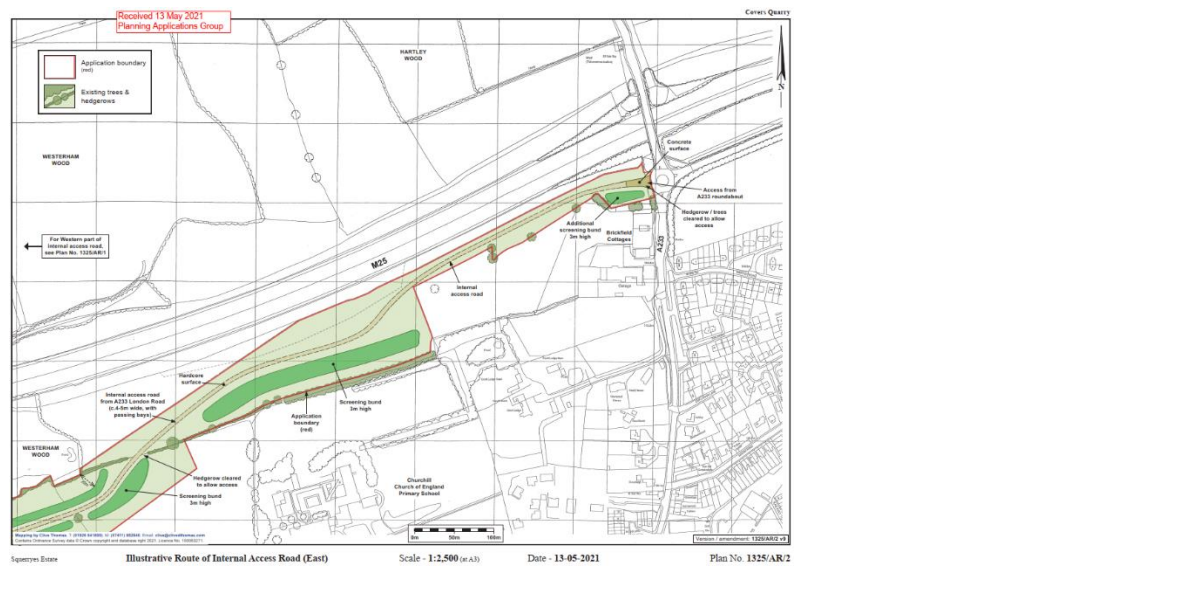 Covers Quarry
Received 13 May 2021
Planning Applications Group
Application boundary
(red)
Existing trees &
hedgerows
HARTLEY
WOOD
N
WESTERHAM
WOOD
Concrete
surface
Access from
A233 roundabout
Hedgerow / trees
cleared to allow
access
Additional
screening bund
3m high
Brickfield
Cottages
A233
For Western part of
Internal access road,
see Plan No. 1325/AR/1
M25
Internal
access road
Hardcore
surface
Internal access road
from A233 London Road
(c.4-5m wide, with
passing bays)
Screening bund
3m high
Application
boundary
(red)
WESTERHAM
WOOD
Hedgerow cleared
to allow access
Screening bund
3m high
Churchill
Church of England
Primary School
0m 50m 100m
Mapping by Clive Thomas.
Version / amendment: 1325/AR/2 v9
Squerryes Estate
Illustrative Route of Internal Access Road (East)
Scale - 1:2,500 (at A3)
Date - 13-05-2021
Plan No. 1325/AR/2